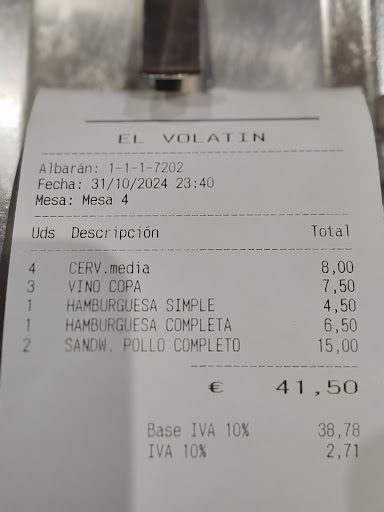 EL VOLATIN
Albarán: 1-1-1-7202
Fecha: 31/10/2024 23:40
Mesa: Mesa 4
Uds Descripción Total
4 CERV.media 8,00
3 VINO COPA 7,50
1 HAMBURGUESA SIMPLE 4,50
1 HAMBURGUESA COMPLETA 6,50
2 SANDW. POLLO COMPLETO 15,00
€ 41,50
Base IVA 10% 38,78
IVA 10% 2,71